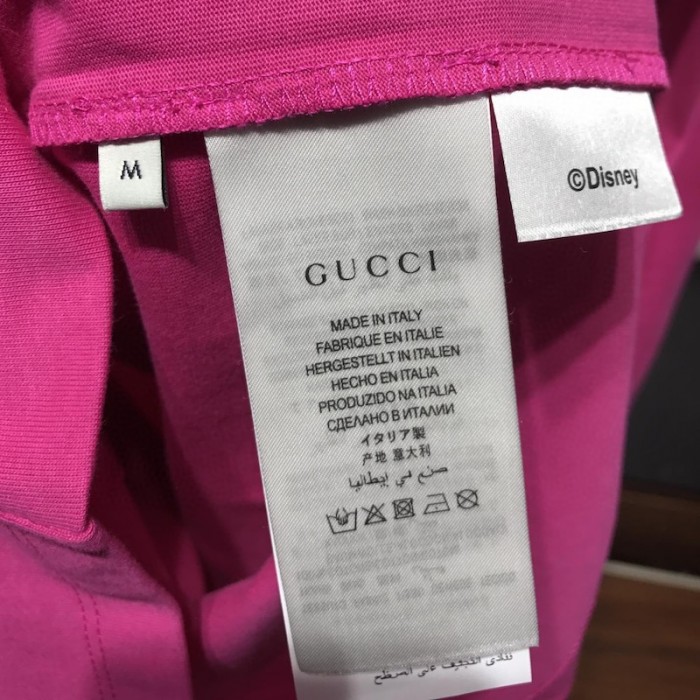 M
©Disney
GUCCI
MADE IN ITALY
FABRIQUE EN ITALIE
HERGESTELLT IN ITALIEN
HECHO EN ITALIA
PRODUZIDO NA ITALIA
СДЕЛАНО В ИТАЛИИ
イタリア製
产地 意大利
صنع في إيطاليا